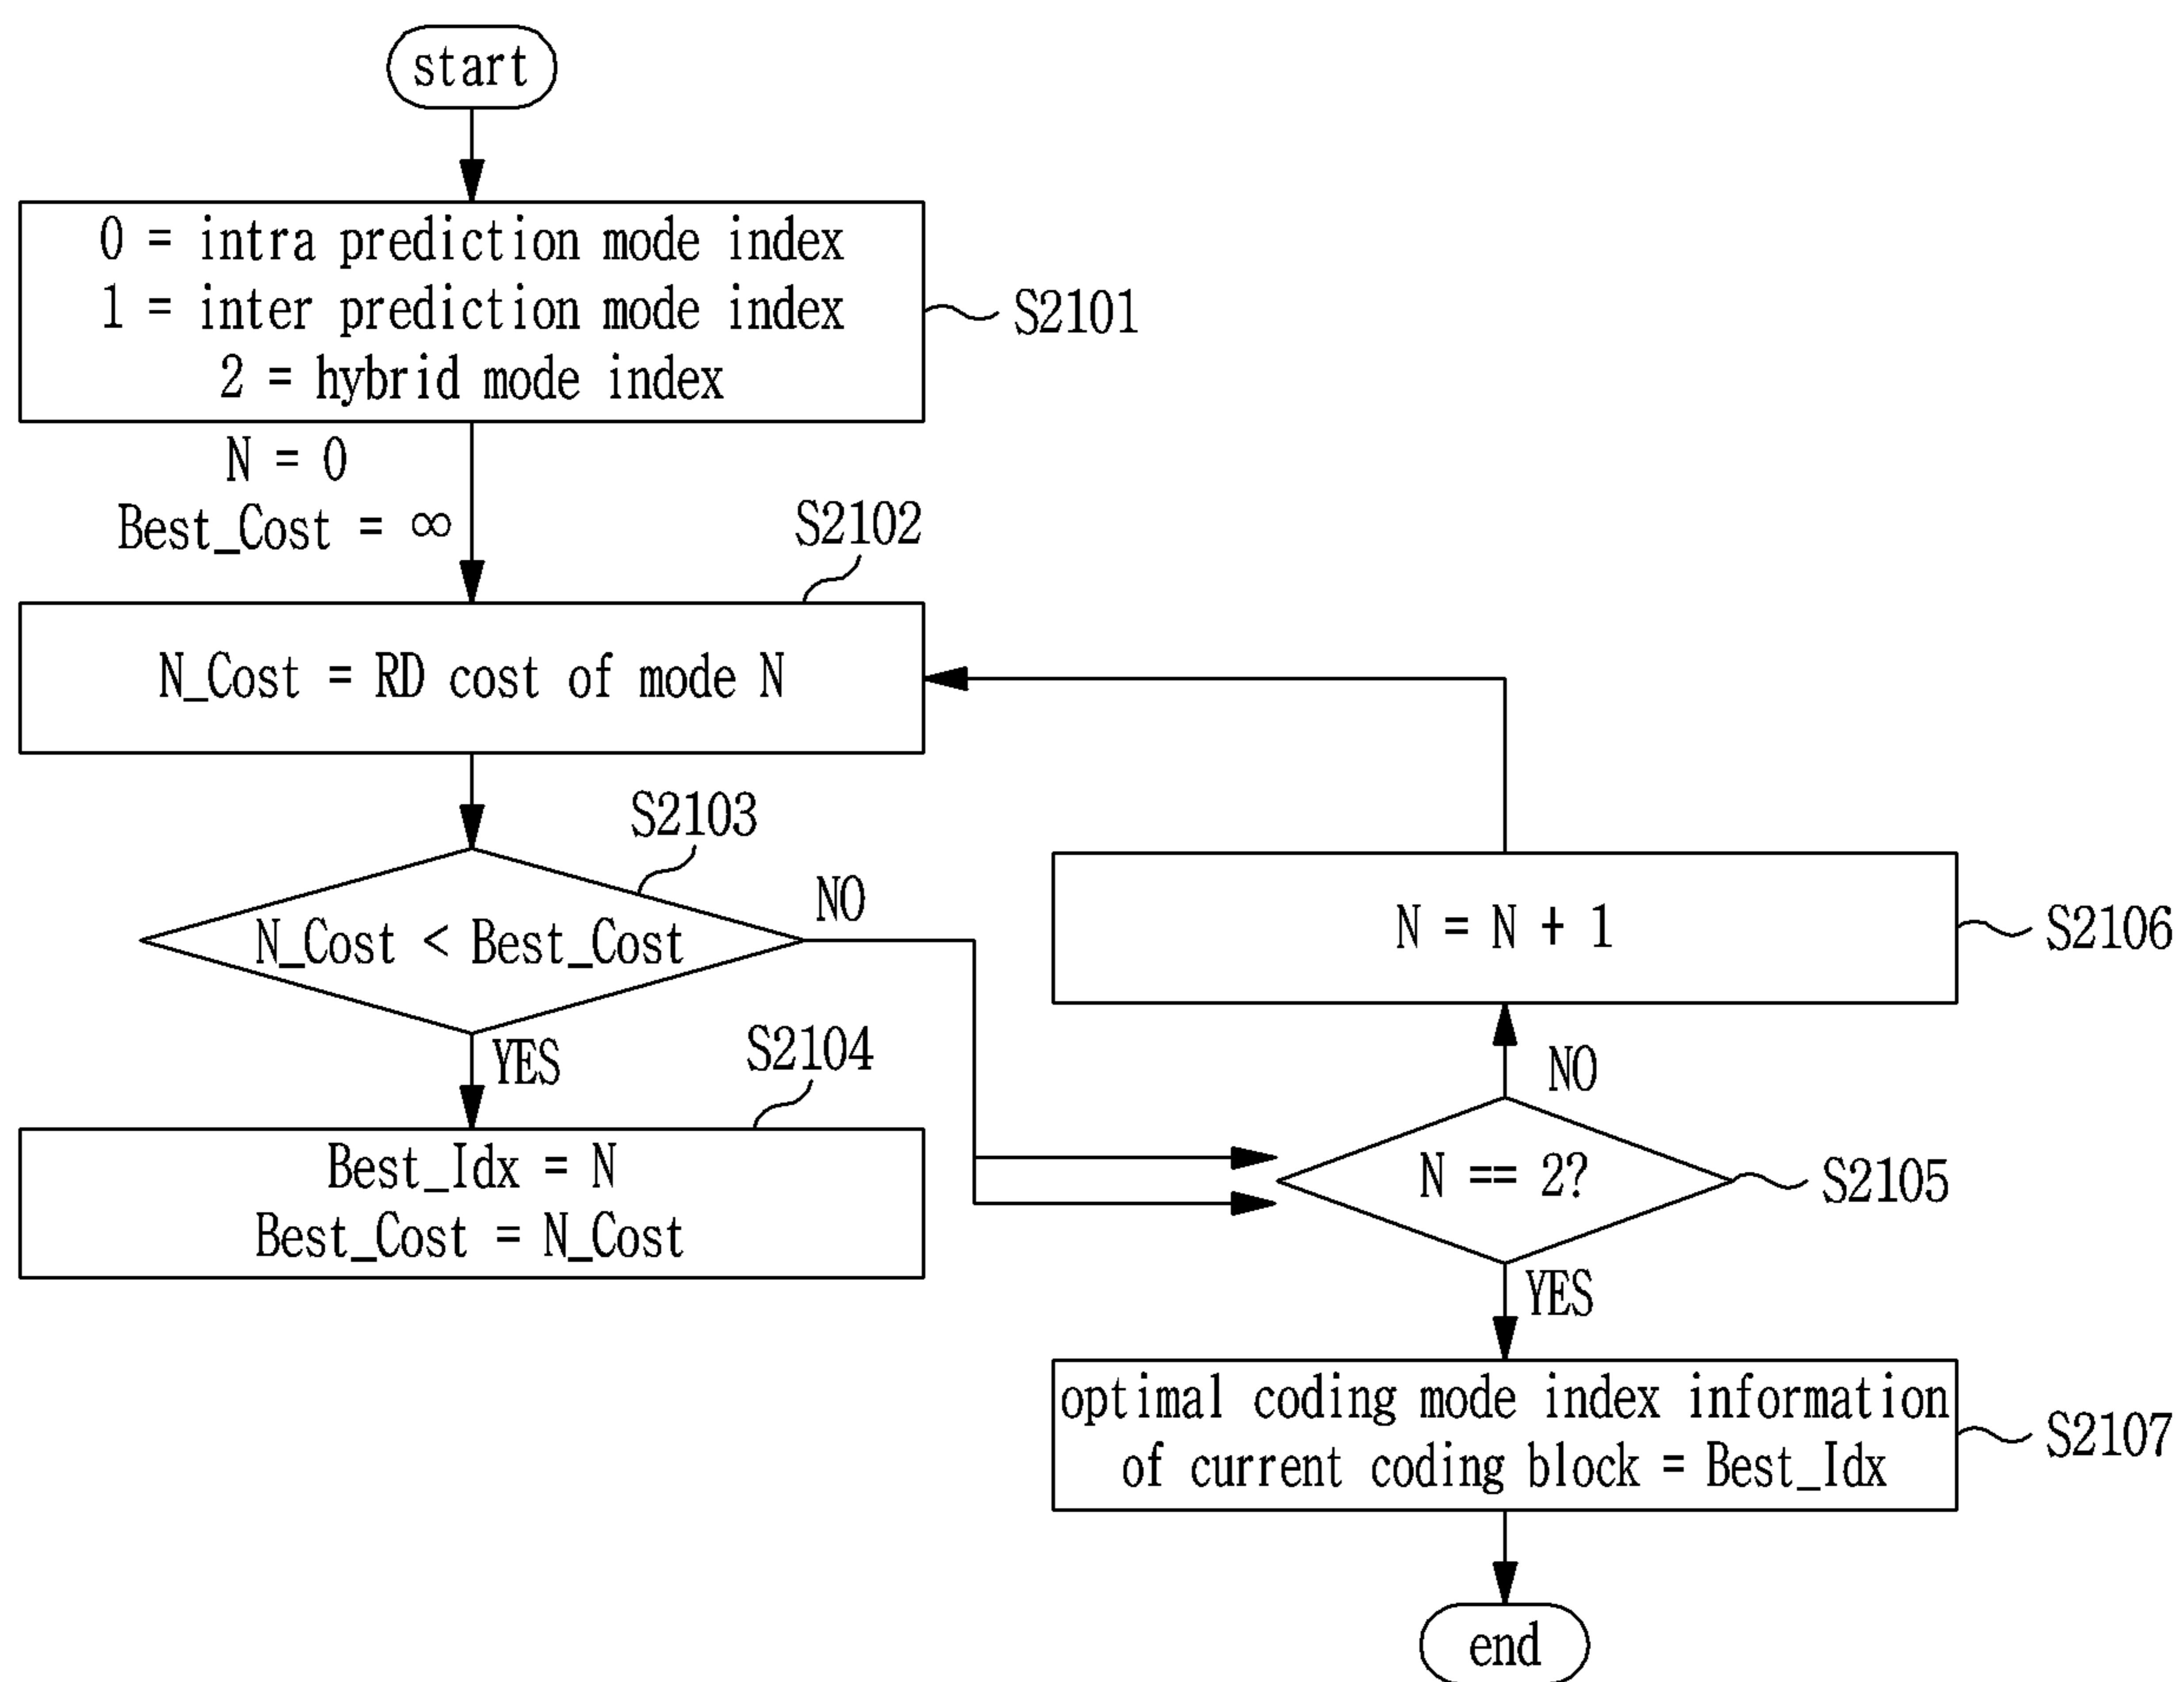 start
0 = intra prediction mode index
1 = inter prediction mode index
2 = hybrid mode index
S2101
N = 0
Best_Cost = ∞
S2102
N_Cost = RD cost of mode N
S2103
N_Cost < Best_Cost
NO
YES
S2104
Best_Idx = N
Best_Cost = N_Cost
N = N + 1
S2106
NO
N == 2?
S2105
YES
optimal coding mode index information
of current coding block = Best_Idx
S2107
end